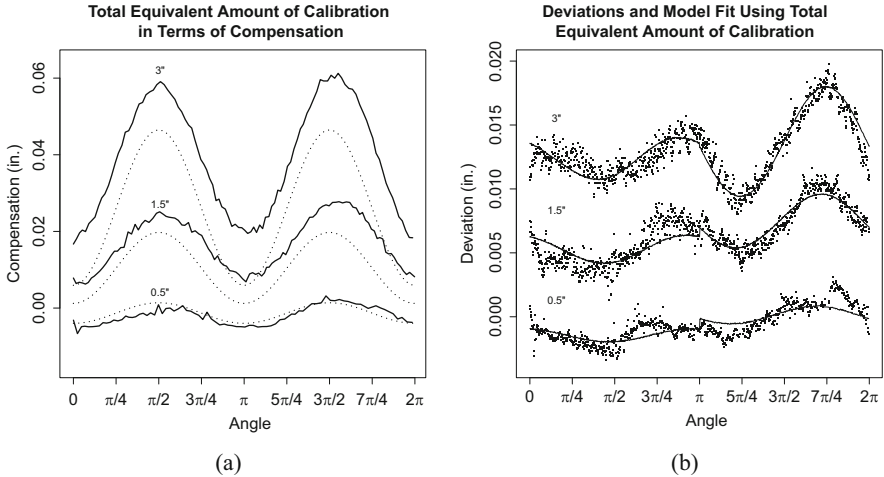 Total Equivalent Amount of Calibration
in Terms of Compensation
Compensation (in.)
0.06
0.04
0.02
0.00
3"
1.5"
0.5"
0 π/4 π/2 3π/4 π 5π/4 3π/2 7π/4 2π
Angle
(a)
Deviations and Model Fit Using Total
Equivalent Amount of Calibration
Deviation (in.)
0.020
0.015
0.010
0.005
0.000
3"
1.5"
0.5"
0 π/4 π/2 3π/4 π 5π/4 3π/2 7π/4 2π
Angle
(b)